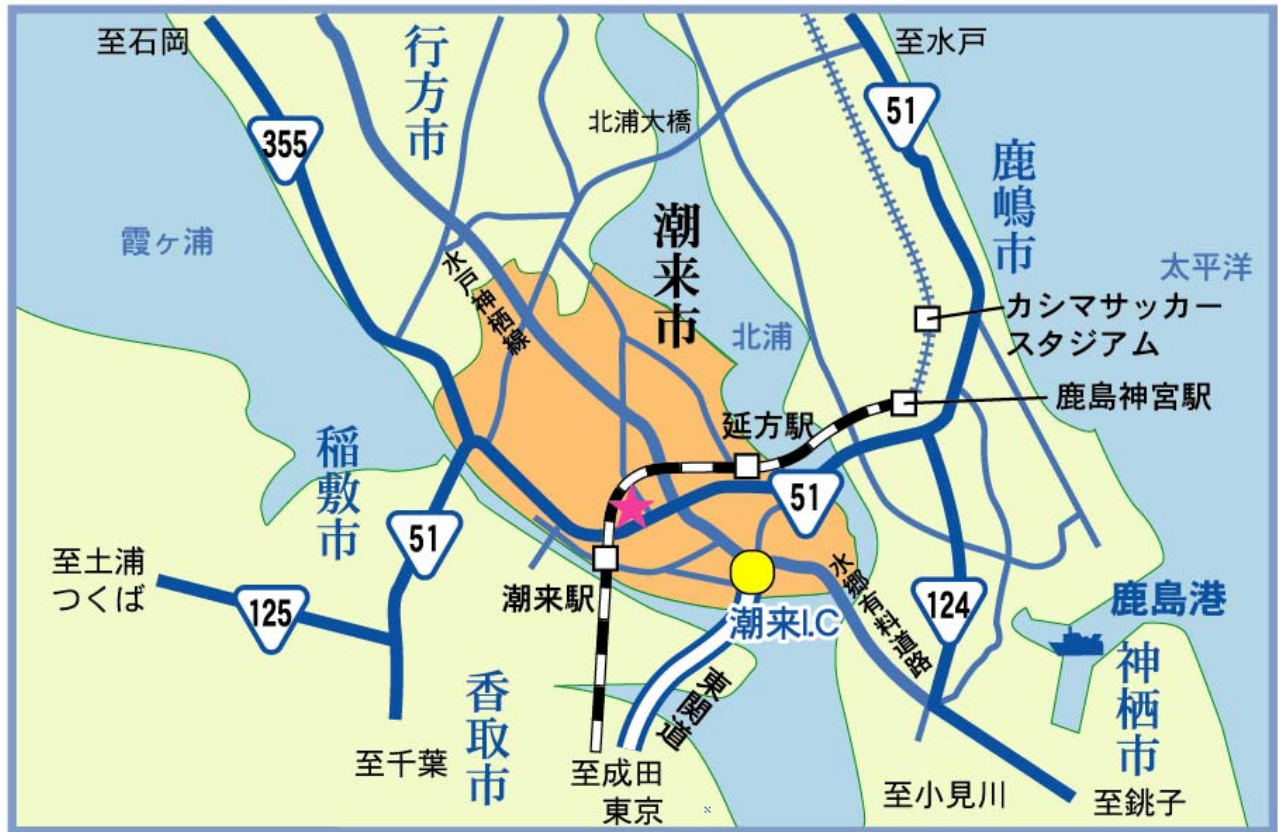 至石岡
行方市
至水戸
51
北浦大橋
355
鹿嶋市
潮来市
霞ヶ浦
太平洋
水戸神栖線
カシマサッカー
スタジアム
北浦
鹿島神宮駅
延方駅
稲敷市
51
51
至土浦
つくば
125
潮来駅
潮来I.C
水郷有料道路
124
鹿島港
神栖市
香取市
東関道
至千葉
至成田
東京
至小見川
至銚子